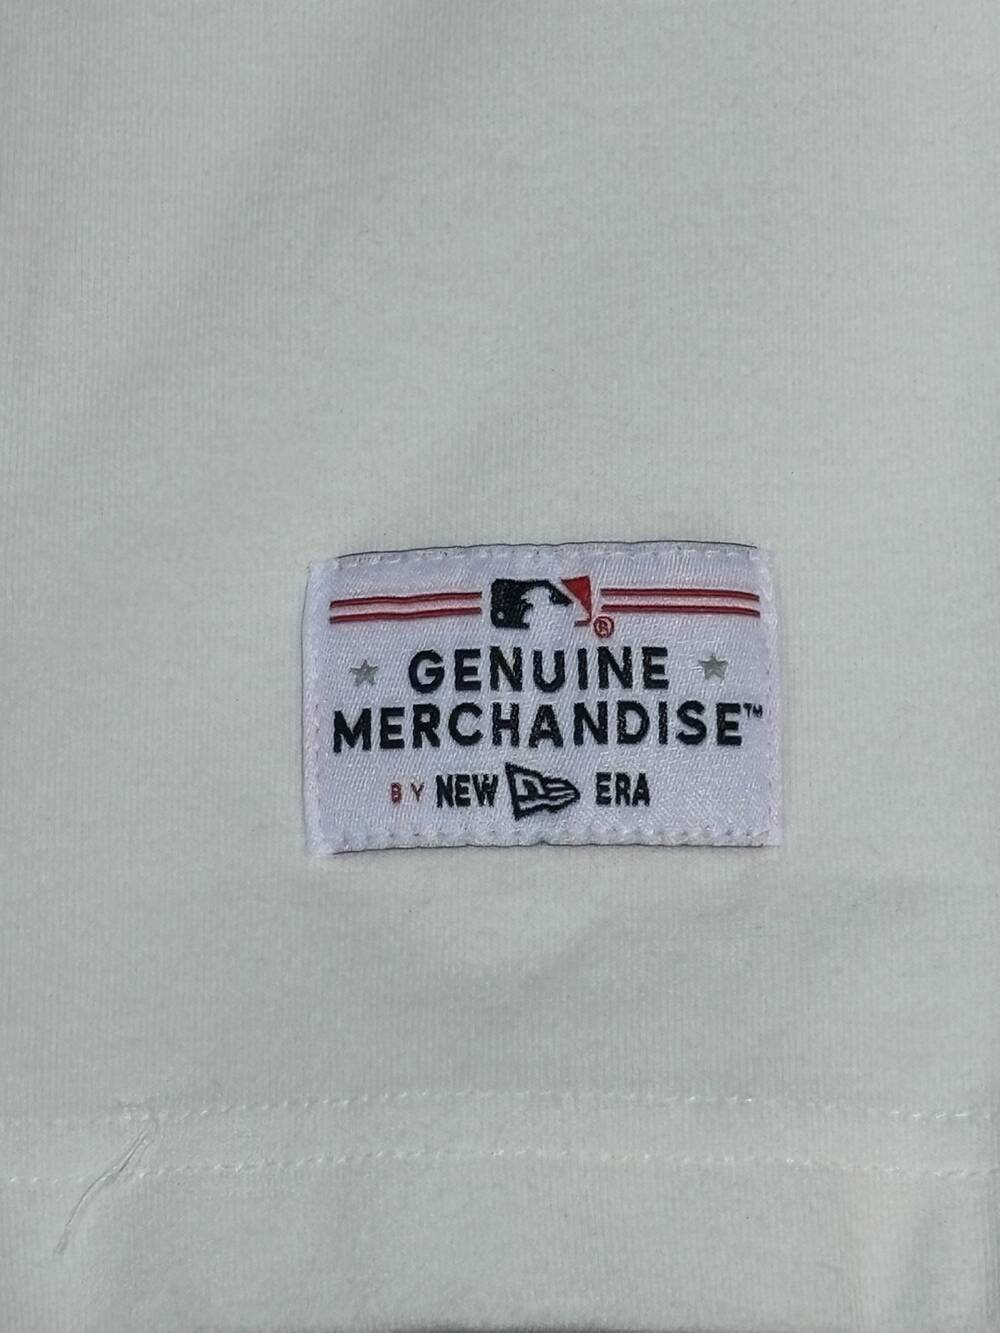 ®
GENUINE
MERCHANDISE™
BY NEW ERA